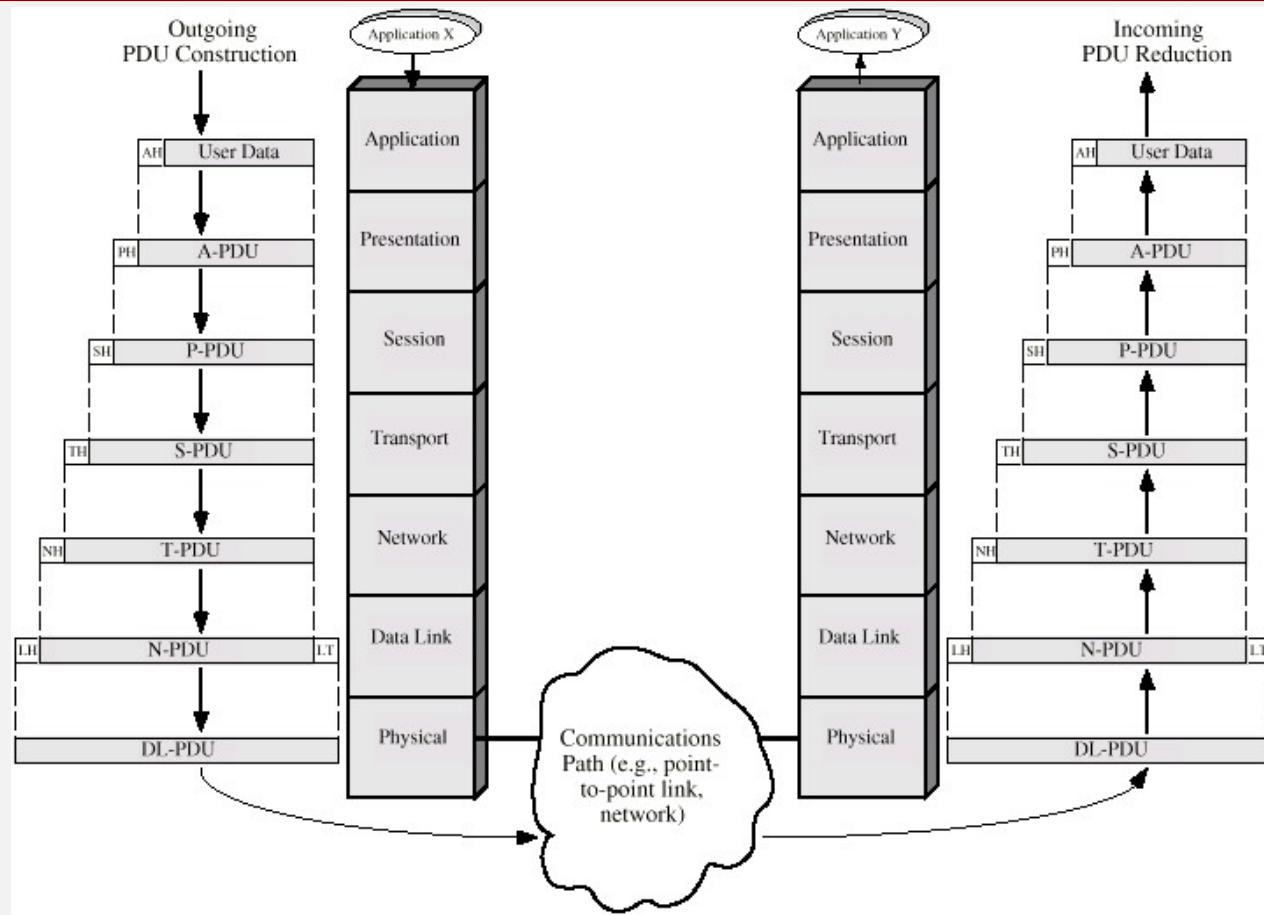 Outgoing
PDU Construction
AH
User Data
PH
A-PDU
SH
P-PDU
TH
S-PDU
NH
T-PDU
LH
N-PDU
LT
DL-PDU
Application X
Application
Presentation
Session
Transport
Network
Data Link
Physical
Communications
Path (e.g., point-
to-point link,
network)
Application Y
Application
Presentation
Session
Transport
Network
Data Link
Physical
Incoming
PDU Reduction
AH
User Data
PH
A-PDU
SH
P-PDU
TH
S-PDU
NH
T-PDU
LH
N-PDU
LT
DL-PDU